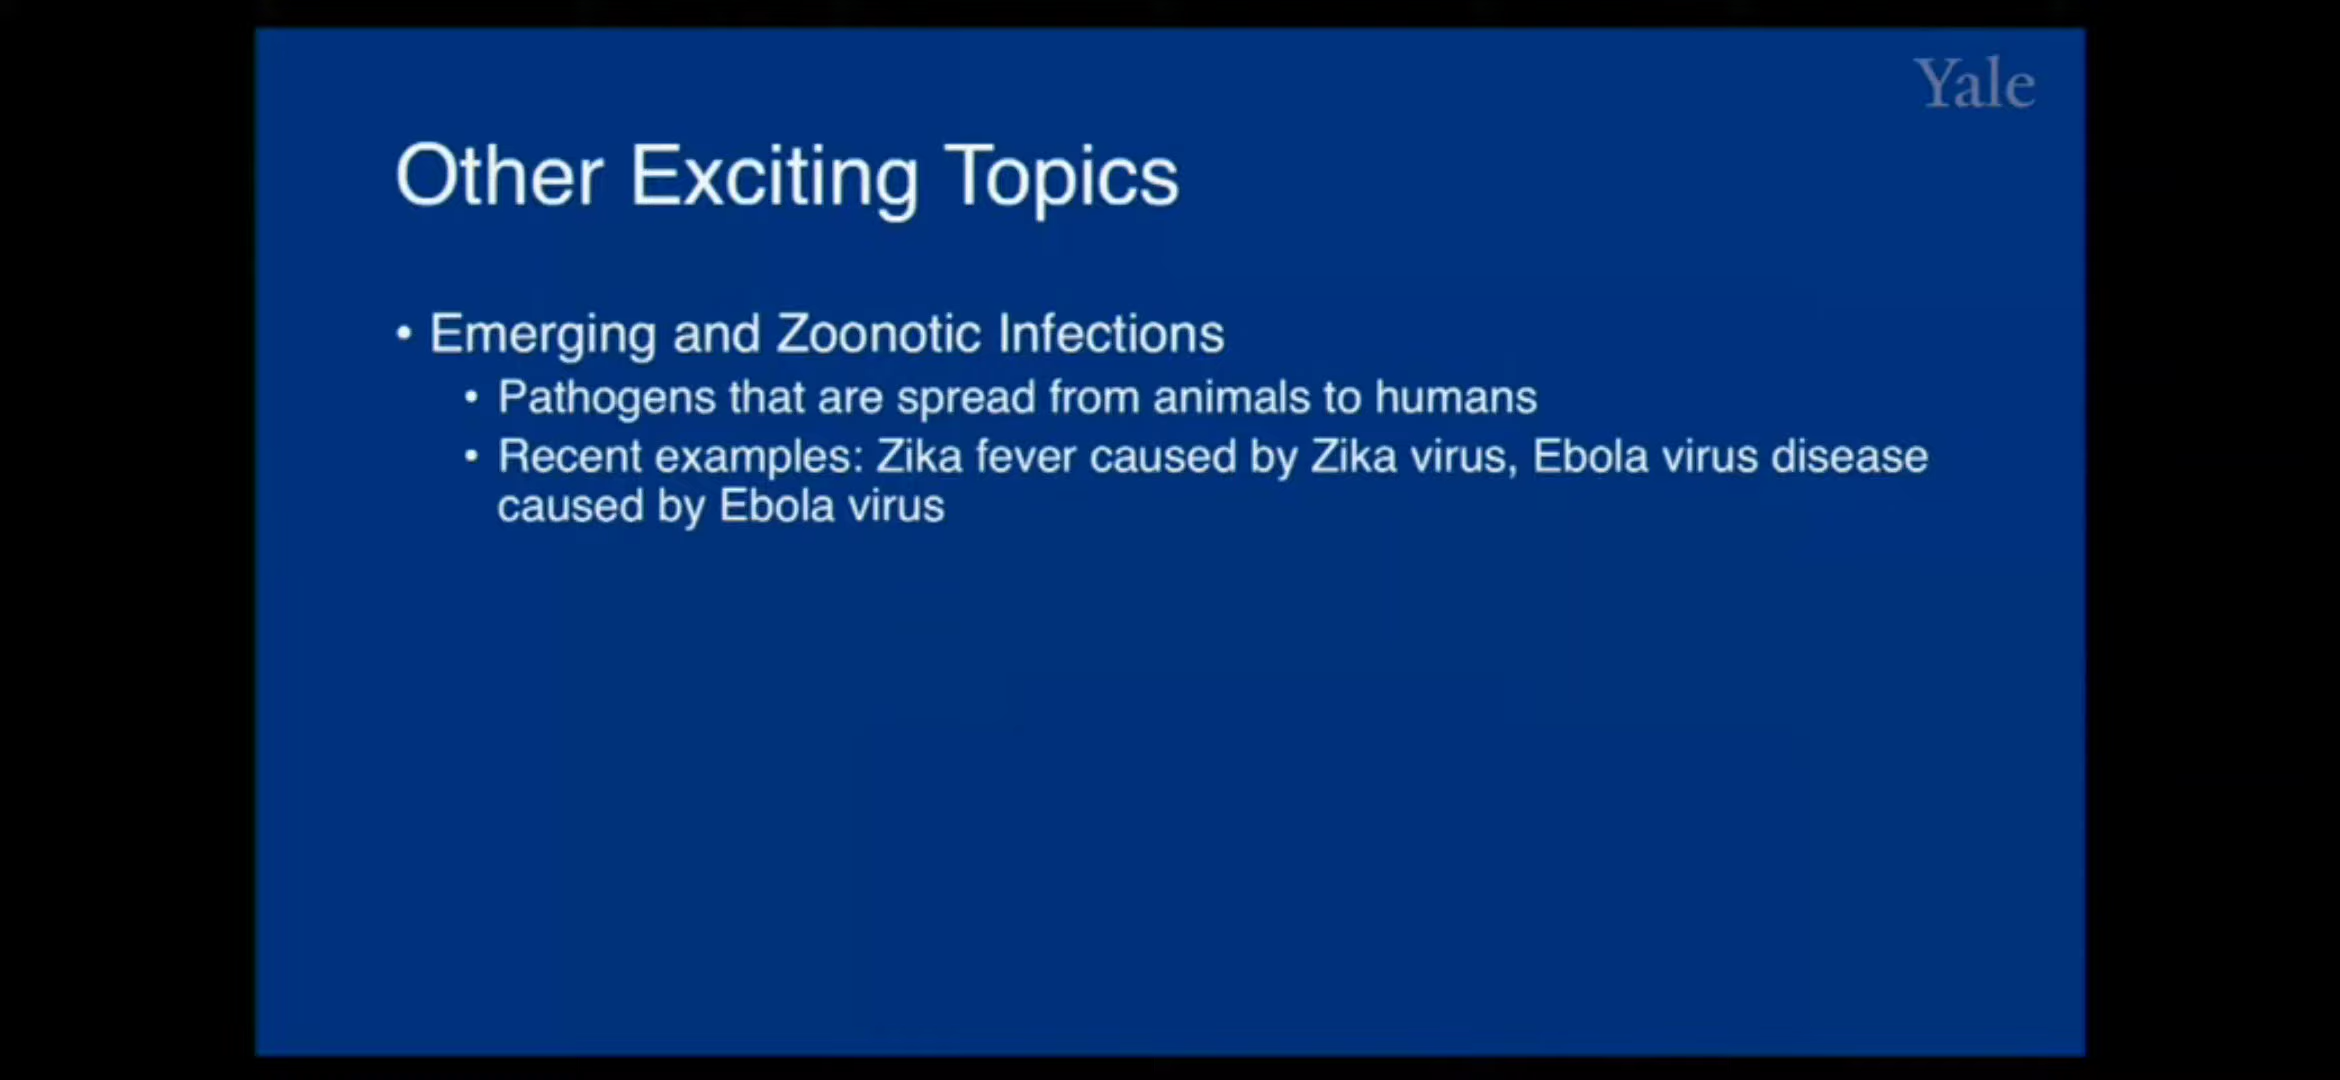 Yale
Other Exciting Topics
• Emerging and Zoonotic Infections
• Pathogens that are spread from animals to humans
• Recent examples: Zika fever caused by Zika virus, Ebola virus disease
caused by Ebola virus